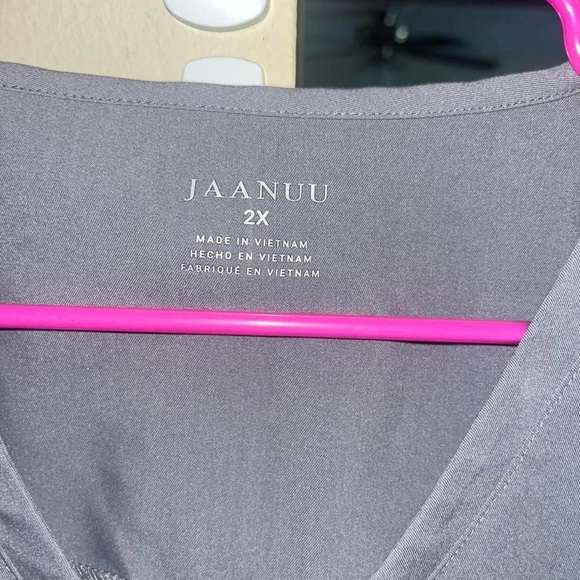 JAANUU
2X
MADE IN VIETNAM
HECHO EN VIETNAM
FABRIQUÉ EN VIETNAM